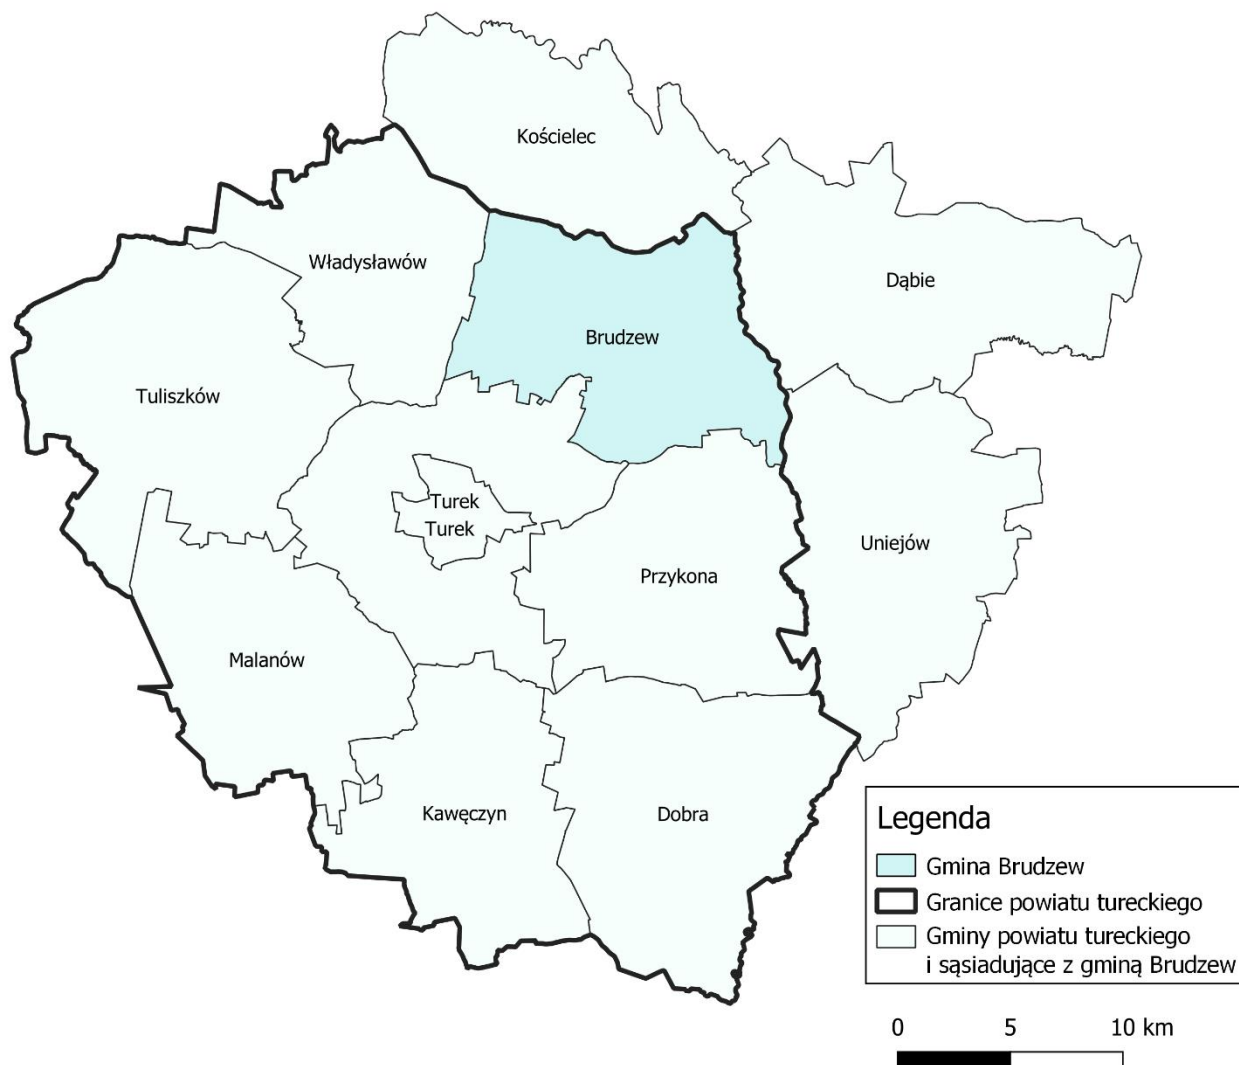 Kościelec
Władysławów
Dąbie
Brudzew
Tuliszków
Turek
Turek
Uniejów
Przykona
Malanów
Kawęczyn
Dobra
Legenda
Gmina Brudzew
Granice powiatu tureckiego
Gminy powiatu tureckiego
i sąsiadujące z gminą Brudzew
0 5 10 km